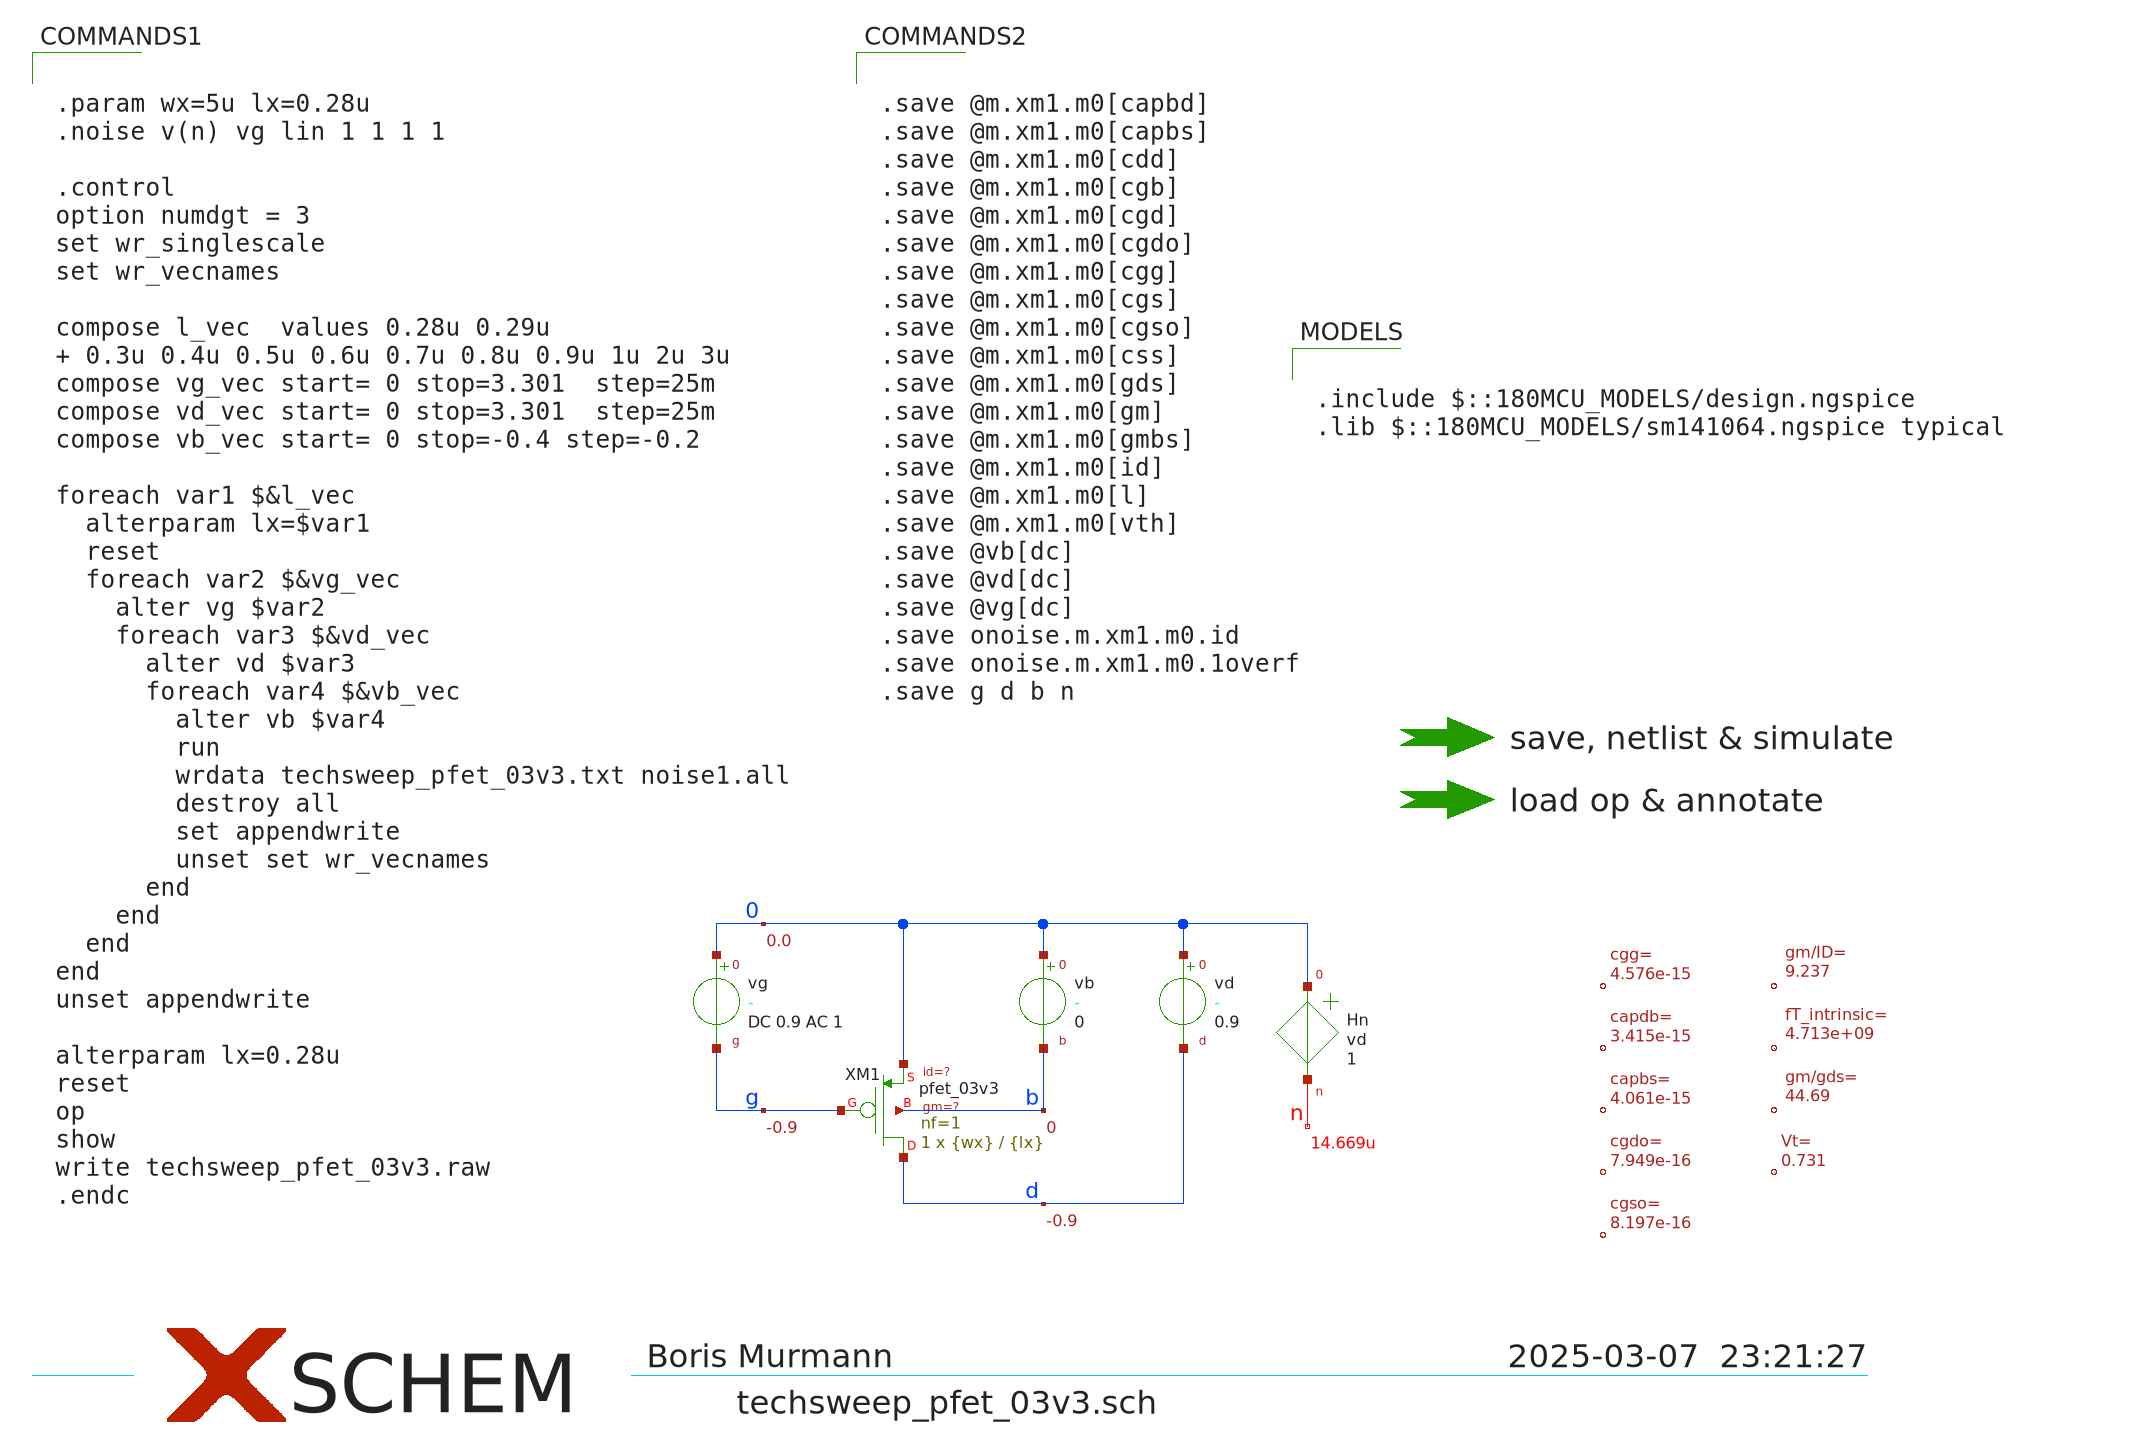 COMMANDS1
.param wx=5u lx=0.28u
.noise v(n) vg lin 1 1 1 1
.control
option numdgt = 3
set wr_singlescale
set wr_vecnames
compose l_vec  values 0.28u 0.29u
+ 0.3u 0.4u 0.5u 0.6u 0.7u 0.8u 0.9u 1u 2u 3u
compose vg_vec start= 0 stop=3.301  step=25m
compose vd_vec start= 0 stop=3.301  step=25m
compose vb_vec start= 0 stop=-0.4 step=-0.2
foreach var1 $&l_vec
  alterparam lx=$var1
  reset
  foreach var2 $&vg_vec
    alter vg $var2
    foreach var3 $&vd_vec
      alter vd $var3
      foreach var4 $&vb_vec
        alter vb $var4
        run
        wrdata techsweep_pfet_03v3.txt noise1.all
        destroy all
        set appendwrite
        unset set wr_vecnames
      end
    end
  end
end
unset appendwrite
alterparam lx=0.28u
reset
op
show
write techsweep_pfet_03v3.raw
.endc
COMMANDS2
.save @m.xm1.m0[capbd]
.save @m.xm1.m0[capbs]
.save @m.xm1.m0[cdd]
.save @m.xm1.m0[cgb]
.save @m.xm1.m0[cgd]
.save @m.xm1.m0[cgdo]
.save @m.xm1.m0[cgg]
.save @m.xm1.m0[cgs]
.save @m.xm1.m0[cgso]
.save @m.xm1.m0[css]
.save @m.xm1.m0[gds]
.save @m.xm1.m0[gm]
.save @m.xm1.m0[gmbs]
.save @m.xm1.m0[id]
.save @m.xm1.m0[l]
.save @m.xm1.m0[vth]
.save @vb[dc]
.save @vd[dc]
.save @vg[dc]
.save onoise.m.xm1.m0.id
.save onoise.m.xm1.m0.1overf
.save g d b n
MODELS
.include $::180MCU_MODELS/design.ngspice
.lib $::180MCU_MODELS/sm141064.ngspice typical
save, netlist & simulate
load op & annotate
0
0.0
+ 0
vg
-
DC 0.9 AC 1
g
g
-0.9
XM1
S
id=?
pfet_03v3
G
B
gm=?
nf=1
D
1 x {wx} / {lx}
+ 0
vb
-
0
b
b
0
+ 0
vd
-
0.9
d
d
-0.9
0
+
Hn
vd
1
n
n
14.669u
cgg=
4.576e-15
capdb=
3.415e-15
capbs=
4.061e-15
cgdo=
7.949e-16
cgso=
8.197e-16
gm/ID=
9.237
fT_intrinsic=
4.713e+09
gm/gds=
44.69
Vt=
0.731
XSCHEM
Boris Murmann
2025-03-07  23:21:27
techsweep_pfet_03v3.sch